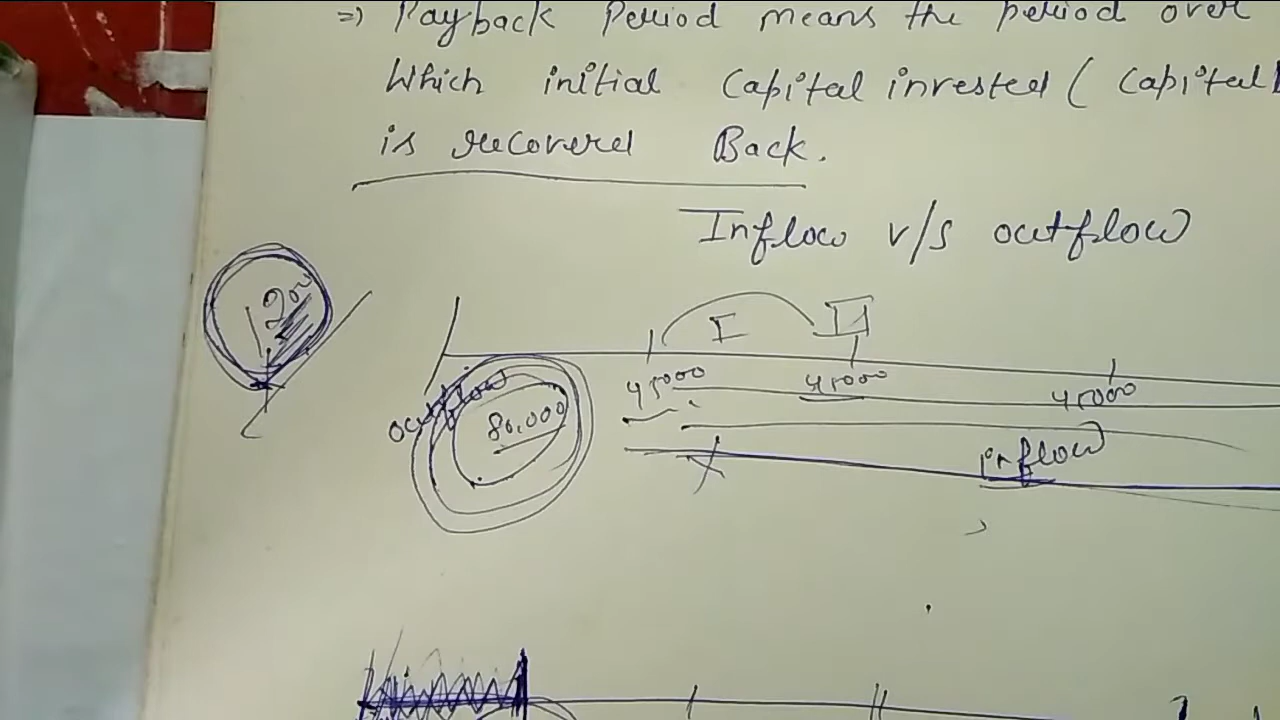 =) Payback Period means the period over
Which initial Capital invested ( Capital
is recovered Back.
Inflow v/s outflow
I
45000 45000 45000
outflow
80,000
inflow